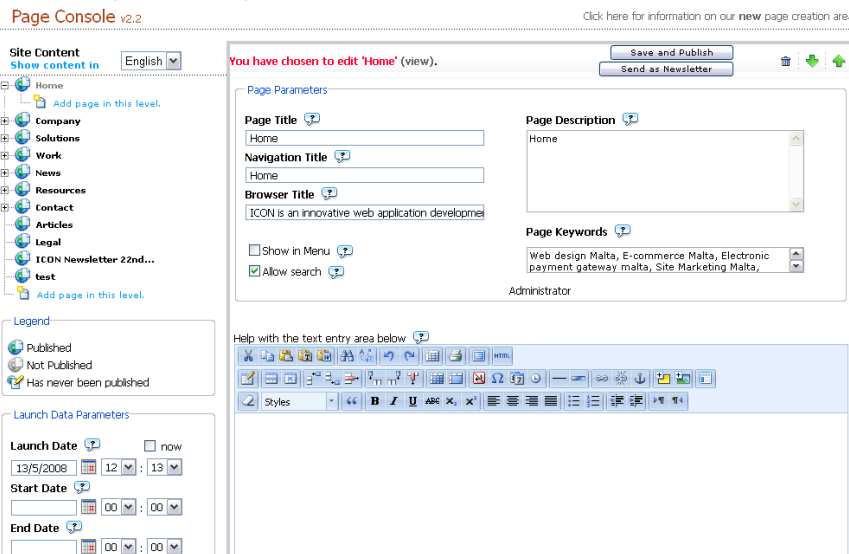 Page Console v2.2
Click here for information on our new page creation area
Site Content
Show content in
English
Home
Add page in this level.
Company
Solutions
Work
News
Resources
Contact
Articles
Legal
ICON Newsletter 22nd...
test
Add page in this level.
Legend
Published
Not Published
Has never been published
Launch Data Parameters
Launch Date
now
13/5/2008
12 : 13
Start Date
00 : 00
End Date
00 : 00
You have chosen to edit 'Home' (view).
Save and Publish
Send as Newsletter
Page Parameters
Page Title
Home
Navigation Title
Home
Browser Title
ICON is an innovative web application developmen
Show in Menu
Allow search
Page Description
Home
Page Keywords
Web design Malta, E-commerce Malta, Electronic
payment gateway malta, Site Marketing Malta,
Administrator
Help with the text entry area below
HTML
Styles
B I U ABC X, X'